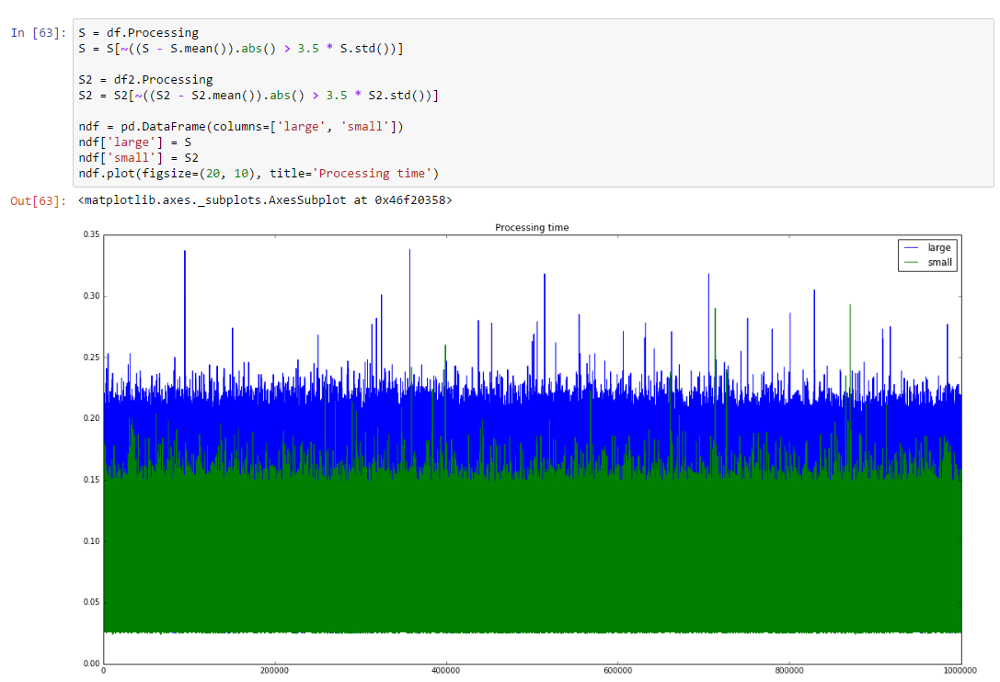 In [63]:
S = df.Processing
S = S[~((S - S.mean()).abs() > 3.5 * S.std())]
S2 = df2.Processing
S2 = S2[~((S2 - S2.mean()).abs() > 3.5 * S2.std())]
ndf = pd.DataFrame(columns=['large', 'small'])
ndf['large'] = S
ndf['small'] = S2
ndf.plot(figsize=(20, 10), title='Processing time')
Out[63]:
<matplotlib.axes._subplots.AxesSubplot at 0x46f20358>
Processing time
large
small
0.35
0.30
0.25
0.20
0.15
0.10
0.05
0.00
0
200000
400000
600000
800000
1000000